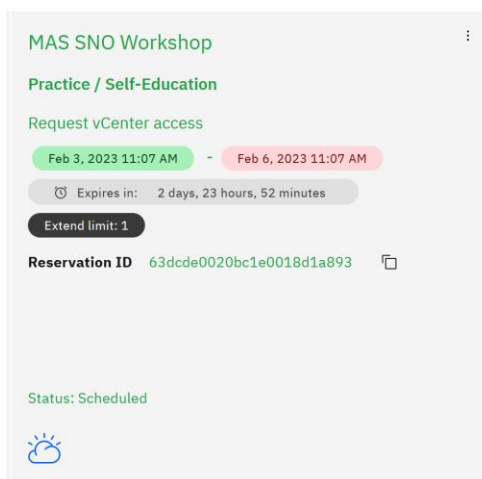 MAS SNO Workshop
Practice / Self-Education
Request vCenter access
Feb 3, 2023 11:07 AM - Feb 6, 2023 11:07 AM
Expires in: 2 days, 23 hours, 52 minutes
Extend limit: 1
Reservation ID 63dcde0020bc1e0018d1a893
Status: Scheduled